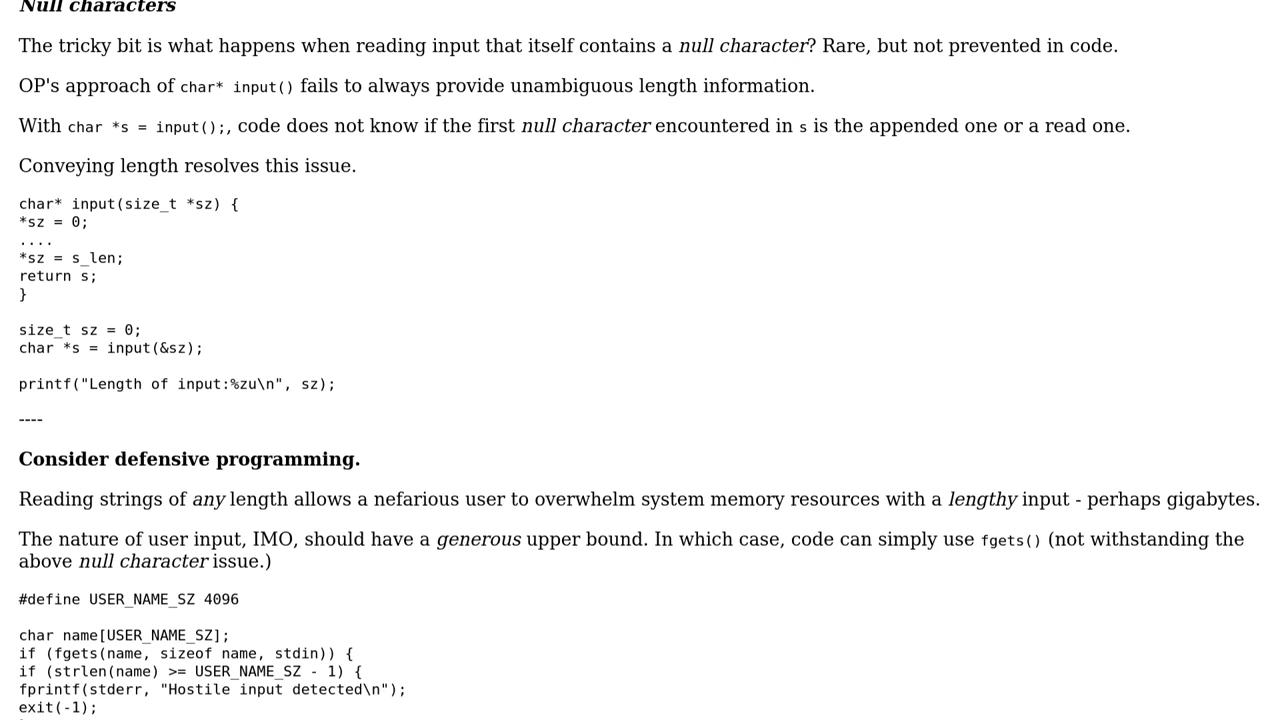 Null characters
The tricky bit is what happens when reading input that itself contains a null character? Rare, but not prevented in code.
OP's approach of char* input() fails to always provide unambiguous length information.
With char *s = input();, code does not know if the first null character encountered in s is the appended one or a read one.
Conveying length resolves this issue.
char* input(size_t *sz) {
*sz = 0;
....
*sz = s_len;
return s;
}
size_t sz = 0;
char *s = input(&sz);
printf("Length of input:%zu\n", sz);
----
Consider defensive programming.
Reading strings of any length allows a nefarious user to overwhelm system memory resources with a lengthy input - perhaps gigabytes.
The nature of user input, IMO, should have a generous upper bound. In which case, code can simply use fgets() (not withstanding the
above null character issue.)
#define USER_NAME_SZ 4096
char name[USER_NAME_SZ];
if (fgets(name, sizeof name, stdin)) {
if (strlen(name) >= USER_NAME_SZ - 1) {
fprintf(stderr, "Hostile input detected\n");
exit(-1);